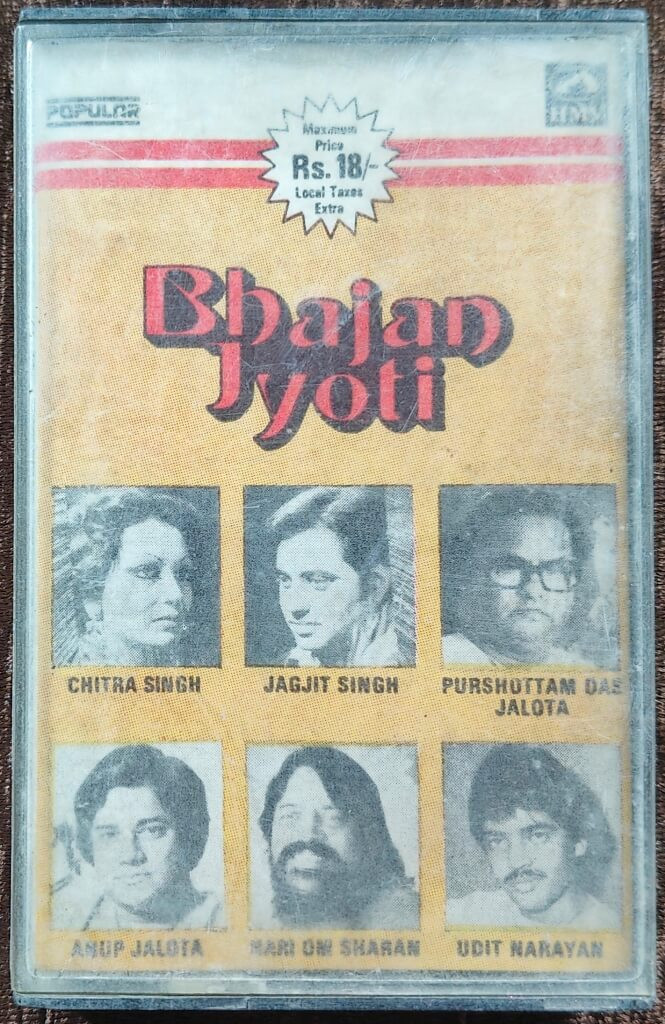 POPULAR
HMV
Maximum
Price
Rs. 18/-
Local Taxes
Extra
Bhajan
Jyoti
CHITRA SINGH
JAGJIT SINGH
PURSHOTTAM DAS
JALOTA
ANUP JALOTA
HARI OM SHARAN
UDIT NARAYAN